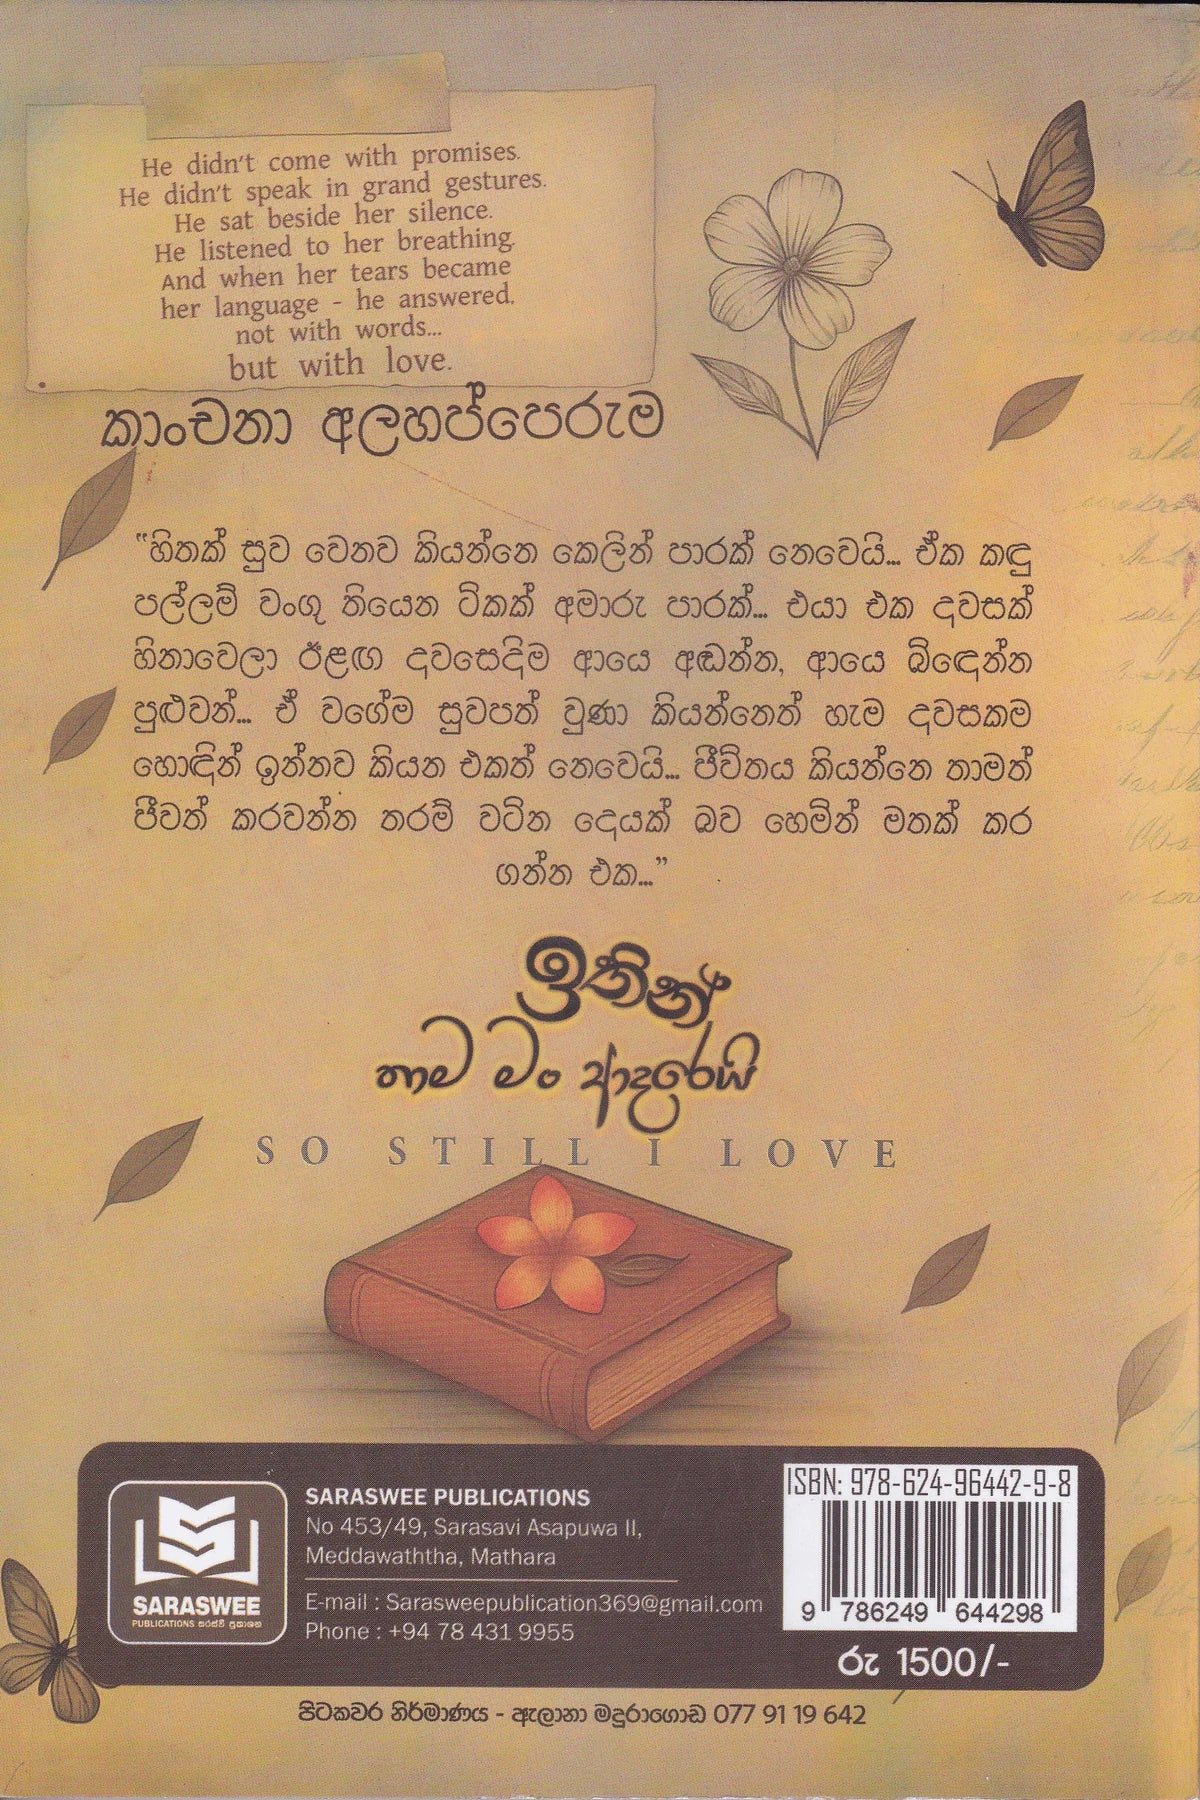 He didn't come with promises.
He didn't speak in grand gestures.
He sat beside her silence.
He listened to her breathing.
And when her tears became
her language - he answered,
not with words...
but with love.
කාංචනා අලහප්පෙරුම
“හිතක් සුව වෙනව කියන්නෙ කෙලින් පාරක් නෙවෙයි... ඒක කඳු
පල්ලම් වංගු තියෙන ටිකක් අමාරු පාරක්... එයා එක දවසක්
හිනාවෙලා ඊළඟ දවසෙදිම ආයෙ අඬන්න, ආයෙ බිඳෙන්න
පුළුවන්... ඒ වගේම සුවපත් වුණා කියන්නෙත් හැම දවසකම
හොඳින් ඉන්නව කියන එකත් නෙවෙයි... ජීවිතය කියන්නෙ තාමත්
ජීවත් කරවන්න තරම් වටින දෙයක් බව හෙමින් මතක් කර
ගන්න එක...”
ඉතින්
තාම මං ආදරෙයි
SO STILL I LOVE
SARASWEE PUBLICATIONS
No 453/49, Sarasavi Asapuwa II,
Meddawaththa, Mathara
E-mail : Sarasweepublication369@gmail.com
Phone : +94 78 431 9955
SARASWEE
PUBLICATIONS සරස්වී ප්‍රකාශන
ISBN: 978-624-96442-9-8
9 786249 644298
රු 1500/-
පිටකවර නිර්මාණය - ඇලානා මදුරාගොඩ 077 91 19 642